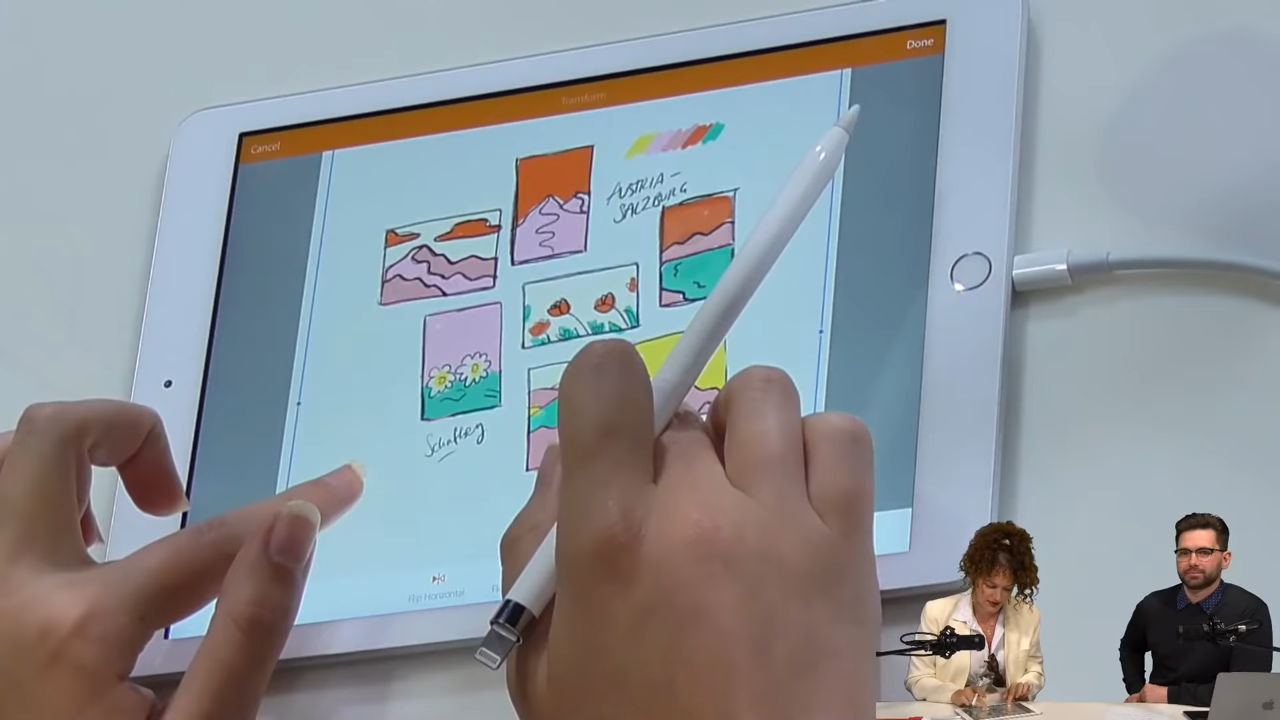 Done
Transform
Cancel
AUSTRIA –
SALZBURG
Schafberg
Flip Horizontal